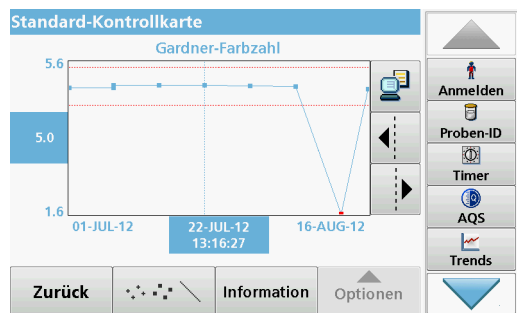 Standard-Kontrollkarte
Gardner-Farbzahl
5.6
5.0
1.6
01-JUL-12
22-JUL-12
13:16:27
16-AUG-12
Zurück
Information
Optionen
Anmelden
Proben-ID
Timer
AQS
Trends